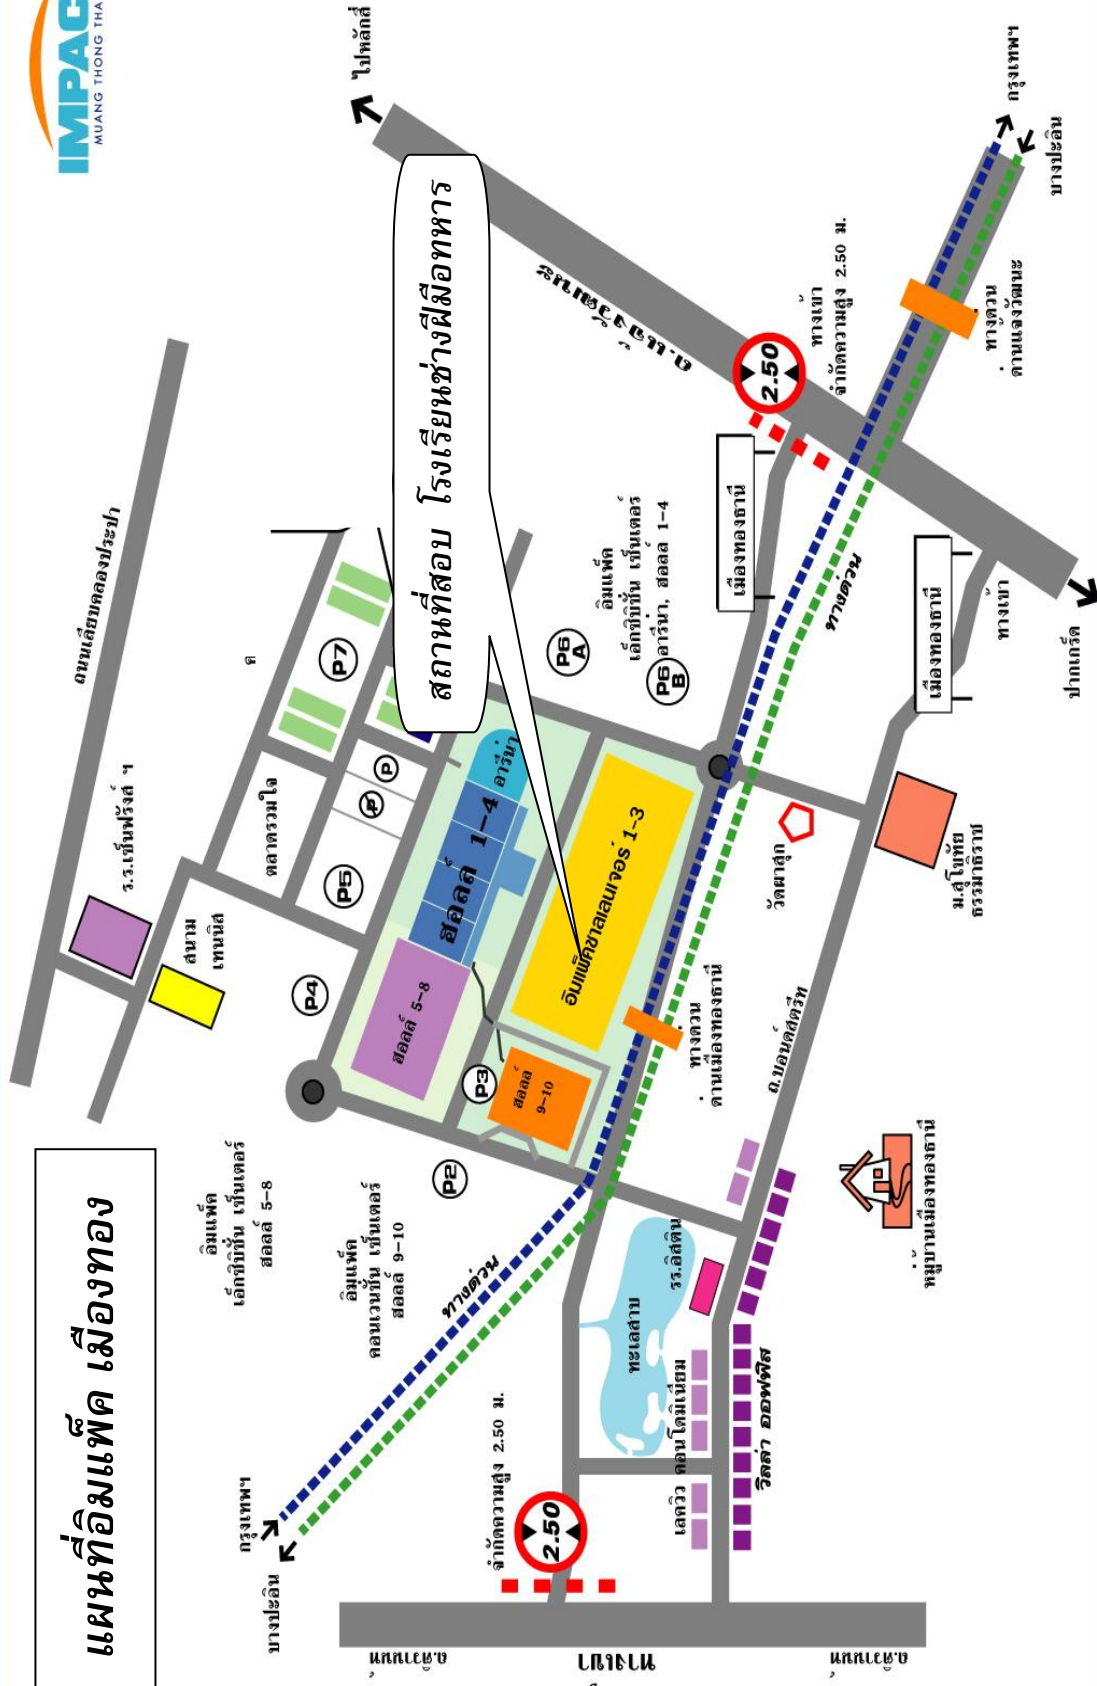 แผนที่อิมแพ็ค เมืองทอง
IMPAC
MUANG THONG THA
ถนนเลียบคลองประปา
ร.ร.เซ็นฟรังส์ ฯ
สนาม
เทนนิส
ตลาดรวมใจ
ค
P7
P
P
P5
P4
P3
P2
P6
A
P6
B
ไปหลักสี่
สถานที่สอบ โรงเรียนช่างฝีมือทหาร
ถ.แจ้งวัฒนะ
อารีน่า
ฮอลล์ 1-4
ฮอลล์ 5-8
ฮอลล์
9-10
อิมแพ็คชาลเลนเจอร์ 1-3
อิมแพ็ค
เอ็กซิบิชั่น เซ็นเตอร์
อารีน่า, ฮอลล์ 1-4
อิมแพ็ค
เอ็กซิบิชั่น เซ็นเตอร์
ฮอลล์ 5-8
อิมแพ็ค
คอนเวนชั่น เซ็นเตอร์
ฮอลล์ 9-10
เมืองทองธานี
2.50
ทางเข้า
จำกัดความสูง 2.50 ม.
กรุงเทพฯ
บางปะอิน
ทางด่วน
ด่านแจ้งวัฒนะ
ทางด่วน
เมืองทองธานี
ทางเข้า
ปากเกร็ด
วัดผาสุก
ม.สุโขทัย
ธรรมาธิราช
ทางด่วน
ด่านเมืองทองธานี
ถ.บอนด์สตรีท
หมู่บ้านเมืองทองธานี
ทางด่วน
กรุงเทพฯ
บางปะอิน
ทะเลสาบ
รร.อีสติน
เลควิว คอนโดมิเนียม
วิลล่า ออฟฟิส
จำกัดความสูง 2.50 ม.
2.50
ถ.ติวานนท์
ทางเข้า
ถ.ติวานนท์